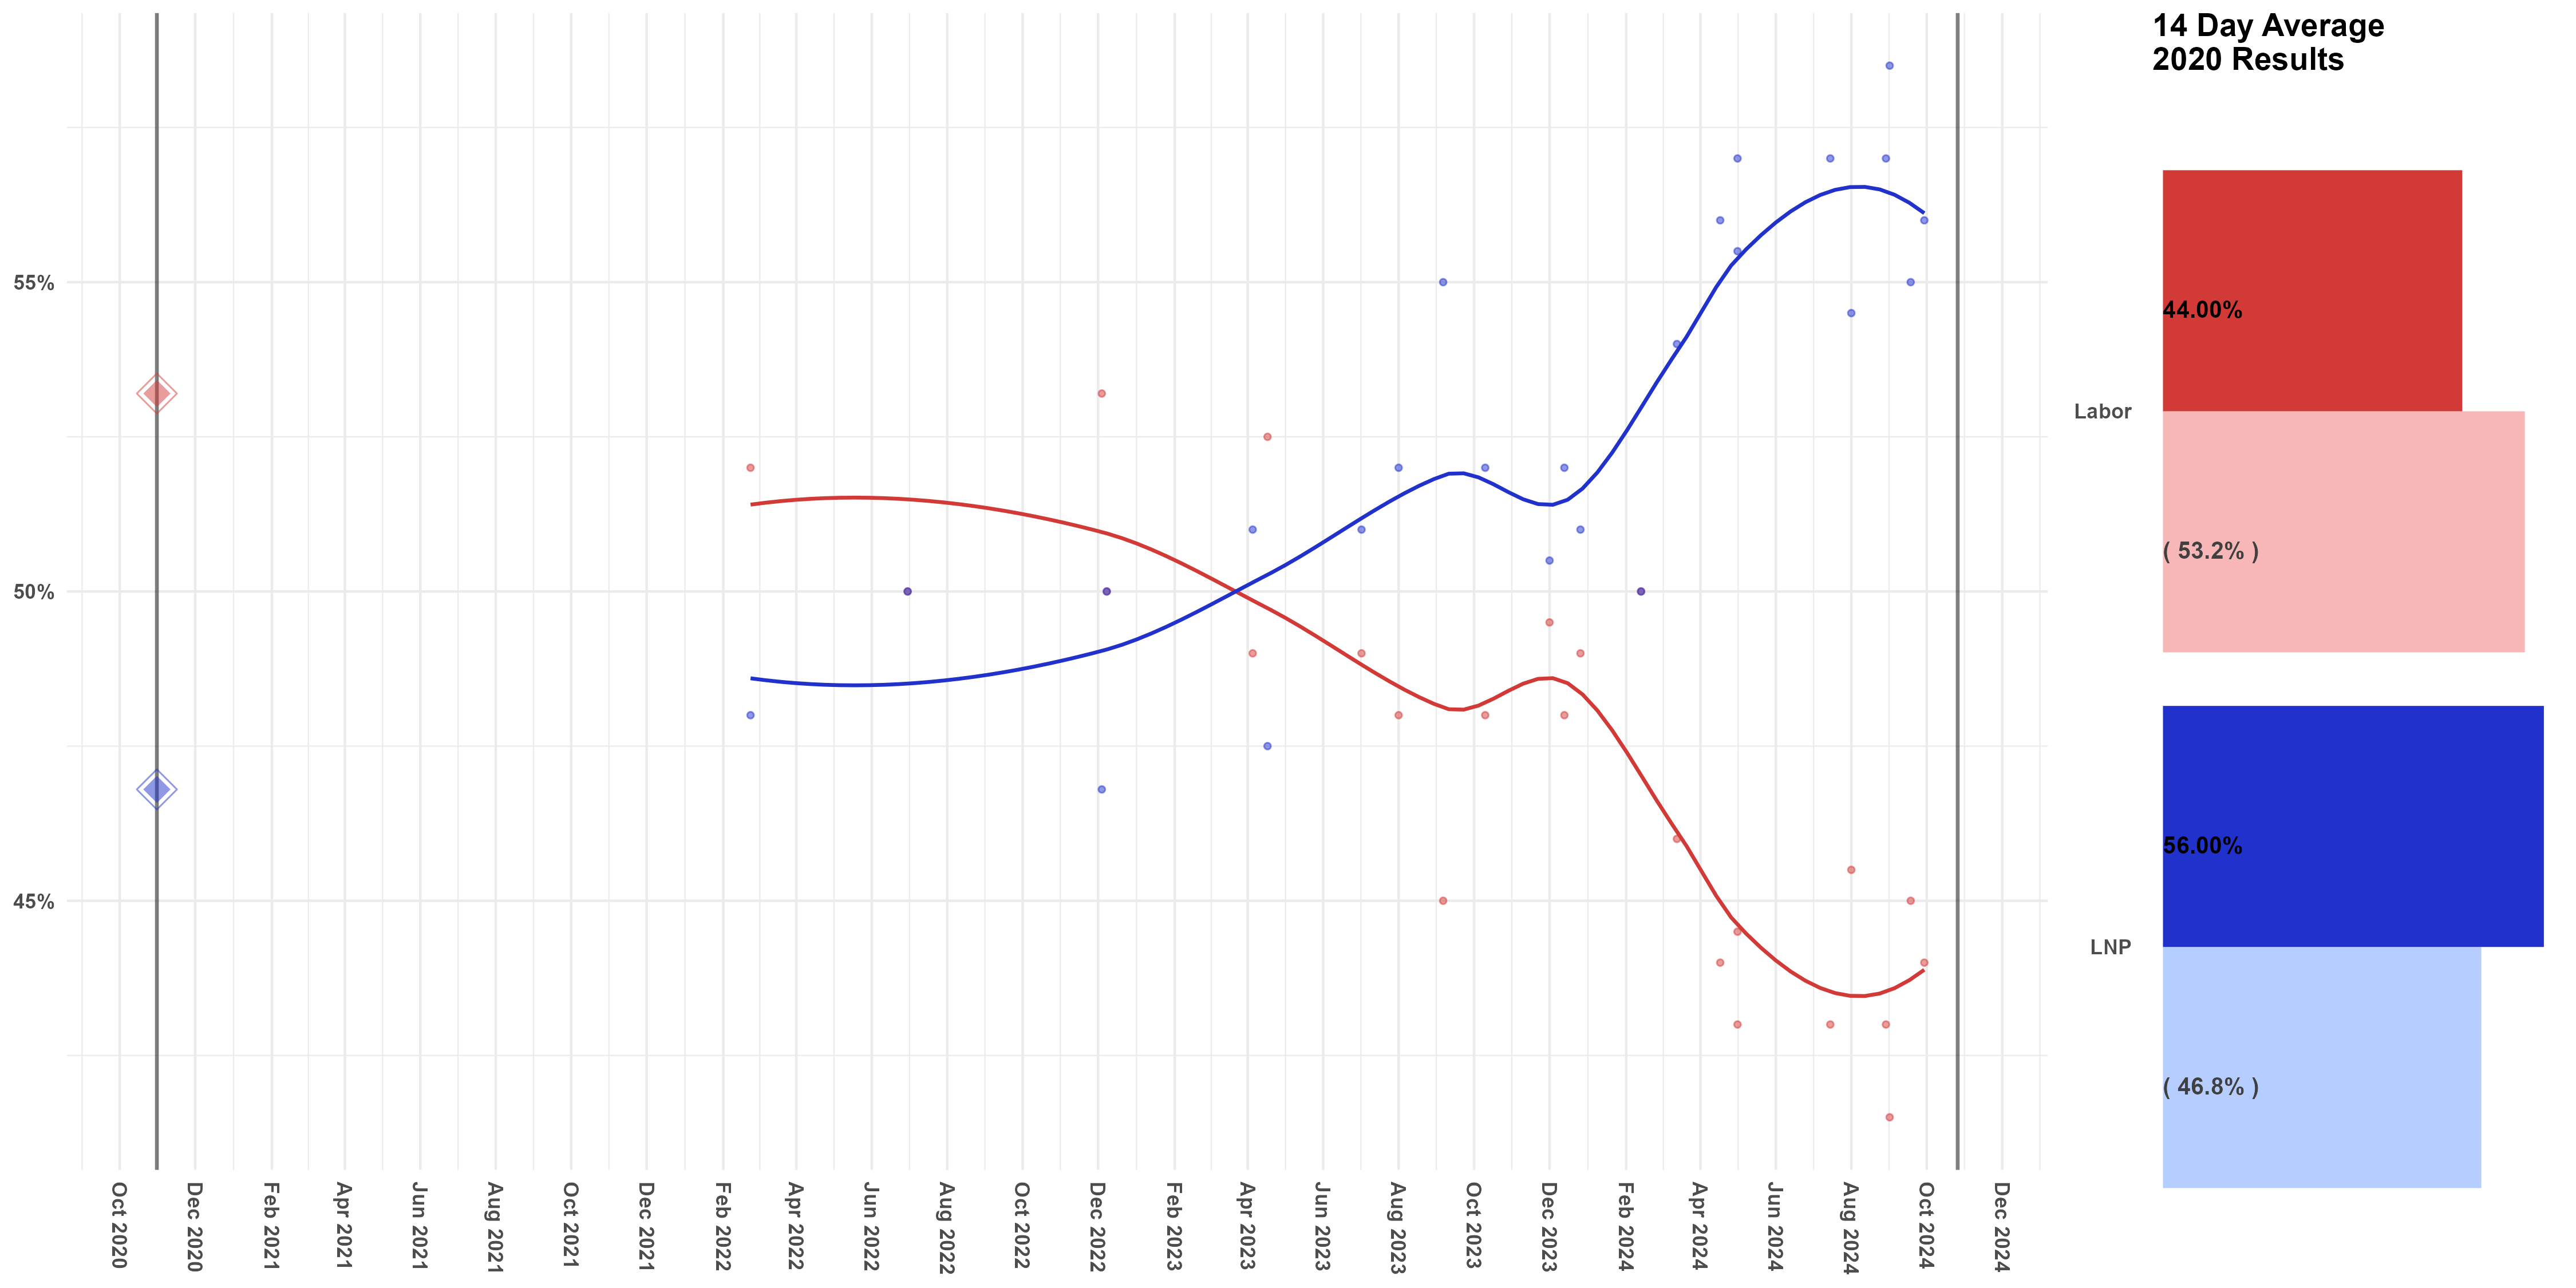 14 Day Average
2020 Results
55%
50%
45%
44.00%
Labor
( 53.2% )
56.00%
LNP
( 46.8% )
Oct 2020
Dec 2020
Feb 2021
Apr 2021
Jun 2021
Aug 2021
Oct 2021
Dec 2021
Feb 2022
Apr 2022
Jun 2022
Aug 2022
Oct 2022
Dec 2022
Feb 2023
Apr 2023
Jun 2023
Aug 2023
Oct 2023
Dec 2023
Feb 2024
Apr 2024
Jun 2024
Aug 2024
Oct 2024
Dec 2024